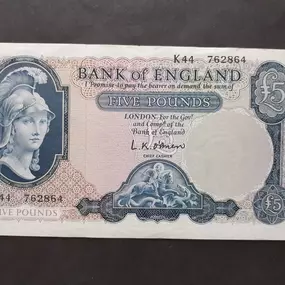 K44 762864
BANK OF ENGLAND
I Promise to pay the bearer on demand the sum of
£5
FIVE POUNDS
LONDON. For the Gov.r
and Comp.a of the
Bank of England
L.K. O'Brien
CHIEF CASHIER
44 762864
£5
FIVE POUNDS